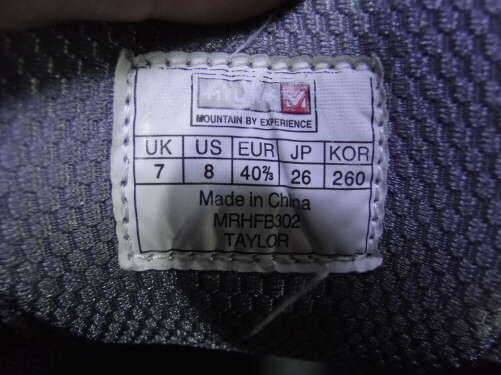 MOUNTAIN BY EXPERIENCE
UK US EUR JP KOR
7 8 40⅔ 26 260
Made in China
MRHFB302
TAYLOR